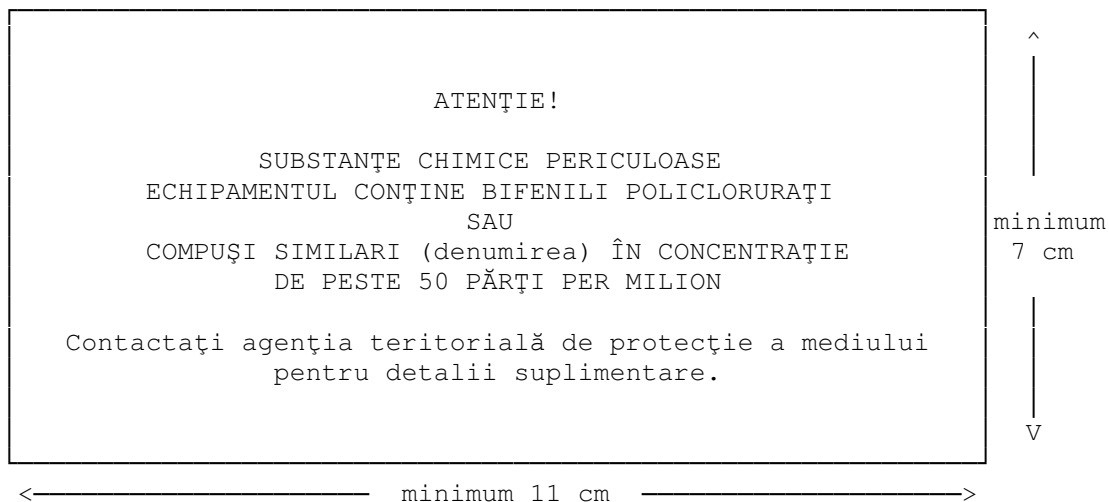 ATENŢIE!
SUBSTANŢE CHIMICE PERICULOASE
ECHIPAMENTUL CONŢINE BIFENILI POLICLORURAŢI
SAU
COMPUŞI SIMILARI (denumirea) ÎN CONCENTRAŢIE
DE PESTE 50 PĂRŢI PER MILION
Contactaţi agenţia teritorială de protecţie a mediului
pentru detalii suplimentare.
minimum
7 cm
minimum 11 cm